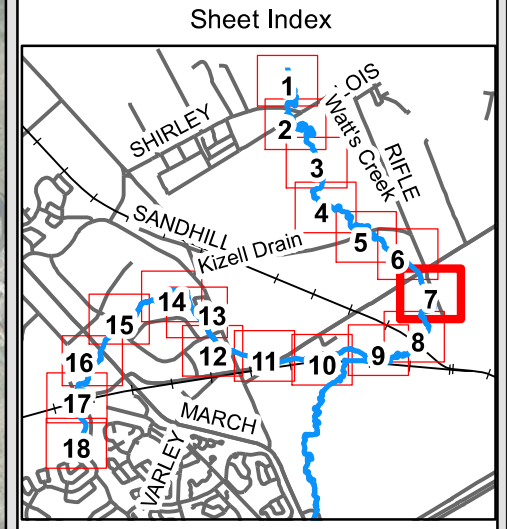 Sheet Index
1
OIS
SHIRLEY
2
Watt's Creek
RIFLE
3
4
SANDHILL
5
Kizell Drain
6
7
14
13
15
8
16
12
11
10
9
17
MARCH
18
VARLEY